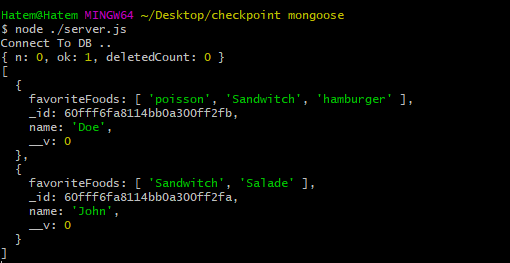 Hatem@Hatem MINGW64 ~/Desktop/checkpoint mongoose
$ node ./server.js
Connect To DB ..
{ n: 0, ok: 1, deletedCount: 0 }
[
  {
    favoriteFoods: [ 'poisson', 'Sandwitch', 'hamburger' ],
    _id: 60fff6fa8114bb0a300ff2fb,
    name: 'Doe',
    __v: 0
  },
  {
    favoriteFoods: [ 'Sandwitch', 'Salade' ],
    _id: 60fff6fa8114bb0a300ff2fa,
    name: 'John',
    __v: 0
  }
]